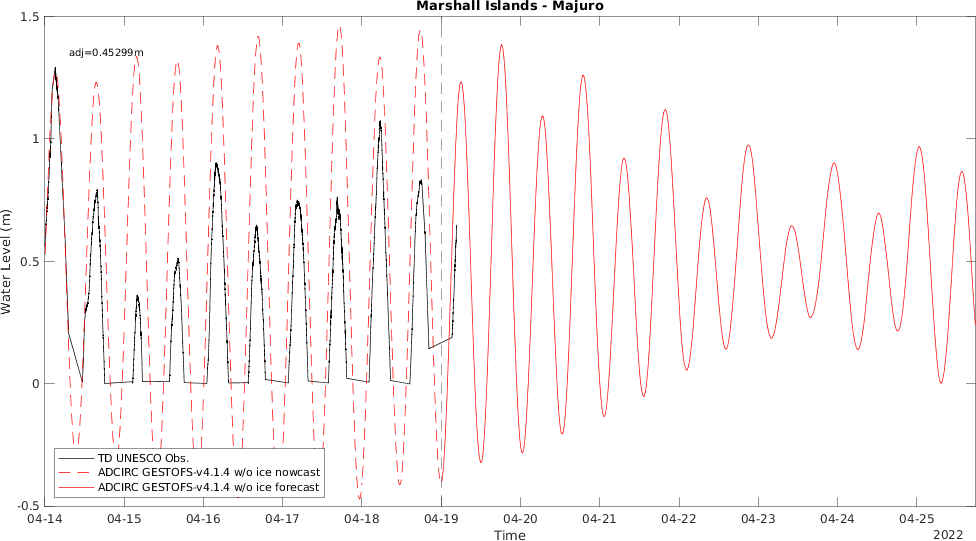 Marshall Islands - Majuro
adj=0.45299m
Water Level (m)
1.5
1
0.5
0
-0.5
TD UNESCO Obs.
ADCIRC GESTOFS-v4.1.4 w/o ice nowcast
ADCIRC GESTOFS-v4.1.4 w/o ice forecast
04-14 04-15 04-16 04-17 04-18 04-19 04-20 04-21 04-22 04-23 04-24 04-25
Time
2022